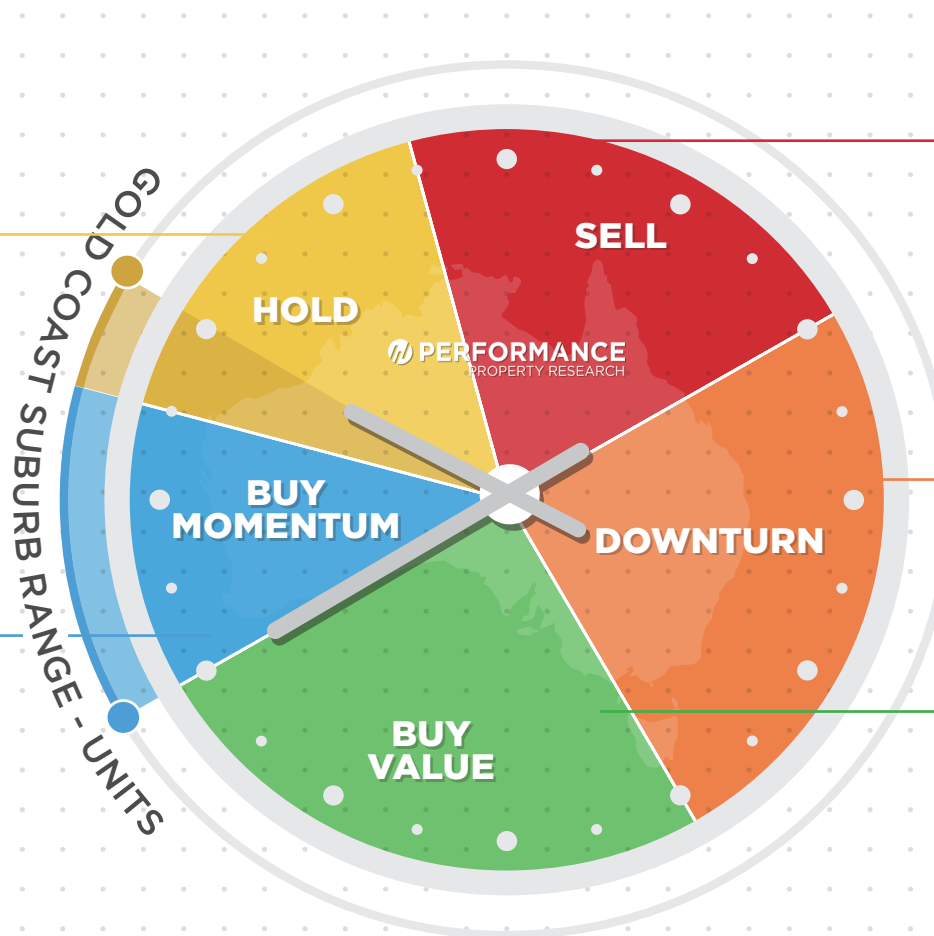 GOLD COAST SUBURB RANGE - UNITS
SELL
HOLD
PERFORMANCE
PROPERTY RESEARCH
BUY
MOMENTUM
DOWNTURN
BUY
VALUE